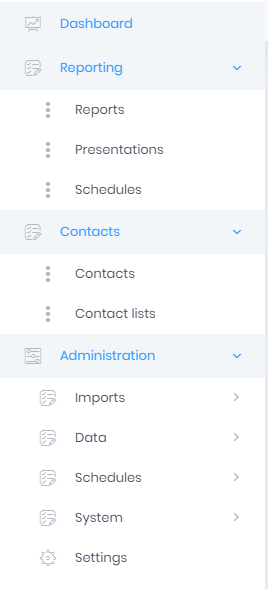 Dashboard
Reporting
Reports
Presentations
Schedules
Contacts
Contacts
Contact lists
Administration
Imports
Data
Schedules
System
Settings